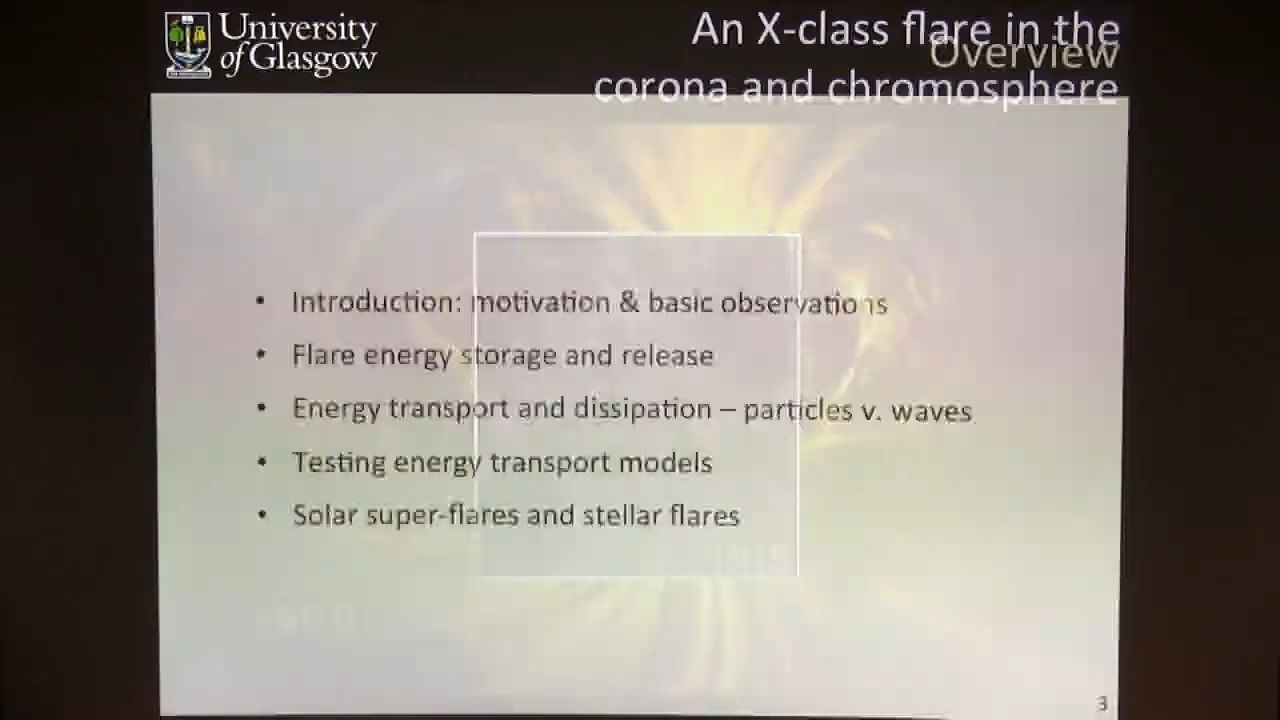 University
of Glasgow
An X-class flare in the
Overview
corona and chromosphere
• Introduction: motivation & basic observations
• Flare energy storage and release
• Energy transport and dissipation – particles v. waves
• Testing energy transport models
• Solar super-flares and stellar flares
3